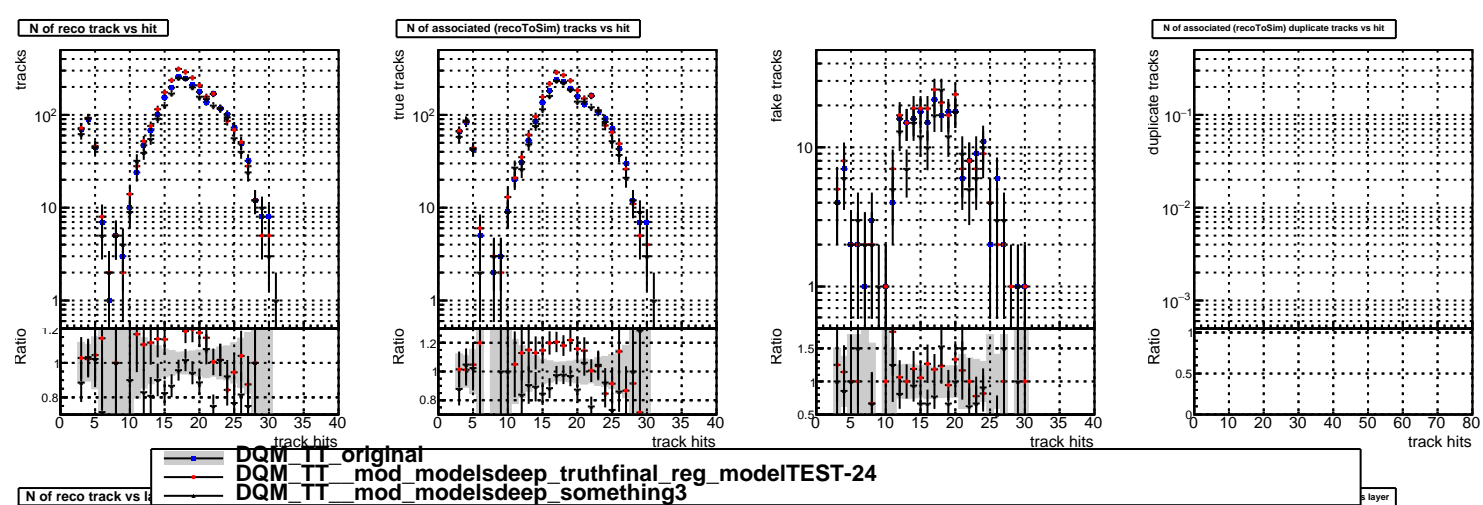 N of reco track vs hit
N of associated (recoToSim) tracks vs hit
N of associated (recoToSim) duplicate tracks vs hit
tracks
10²
10
1
Ratio
1.2
1
0.8
0 5 10 15 20 25 30 35 40
track hits
true tracks
10²
10
1
Ratio
1.2
1
0.8
0 5 10 15 20 25 30 35 40
track hits
fake tracks
10
1
Ratio
1.5
1
0.5
0 5 10 15 20 25 30 35 40
track hits
duplicate tracks
10⁻¹
10⁻²
10⁻³
Ratio
1
0.5
0
0 10 20 30 40 50 60 70 80
track hits
DQM_TT_original
DQM_TT__mod_modelsdeep_truthfinal_reg_modelTEST-24
DQM_TT__mod_modelsdeep_something3
N of reco track vs la
s layer